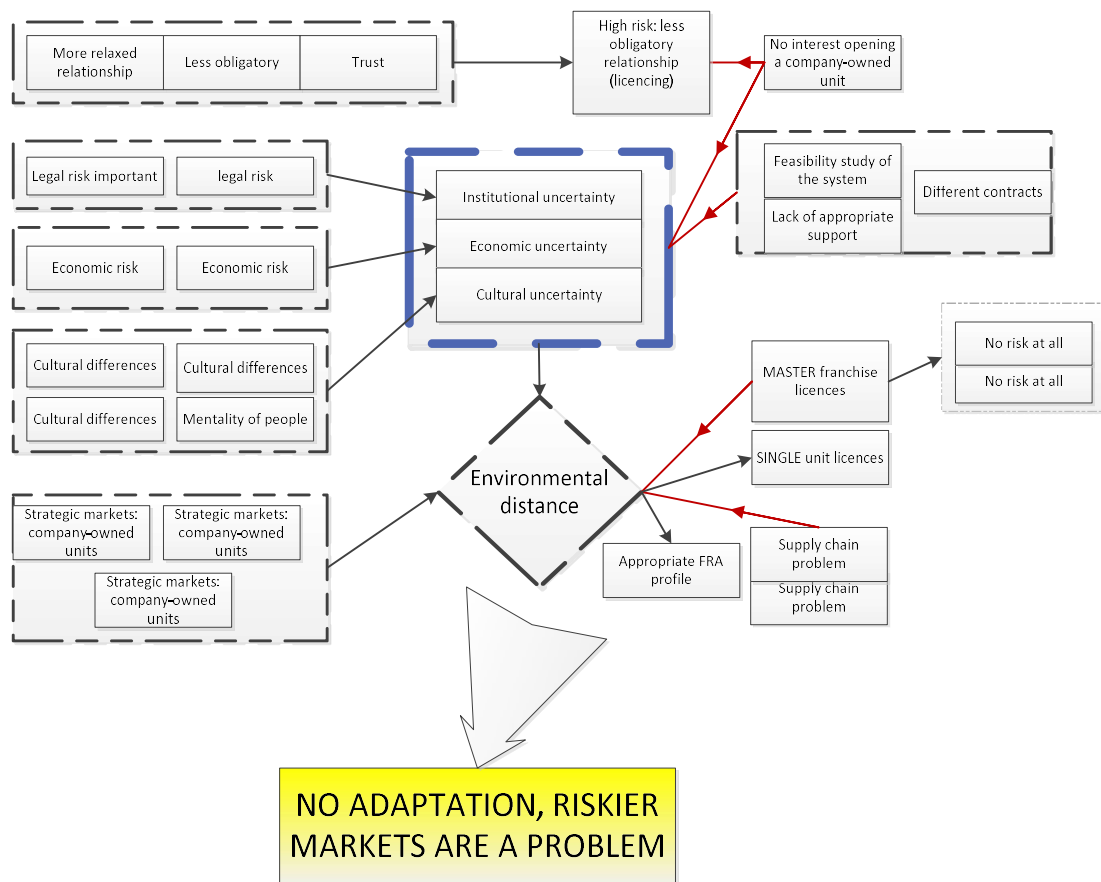 More relaxed
relationship
Less obligatory
Trust
High risk: less
obligatory
relationship
(licencing)
No interest opening
a company-owned
unit
Legal risk important
legal risk
Institutional uncertainty
Economic uncertainty
Cultural uncertainty
Feasibility study of
the system
Lack of appropriate
support
Different contracts
Economic risk
Economic risk
Cultural differences
Cultural differences
Cultural differences
Mentality of people
MASTER franchise
licences
No risk at all
No risk at all
SINGLE unit licences
Environmental
distance
Strategic markets:
company-owned
units
Strategic markets:
company-owned
units
Strategic markets:
company-owned
units
Appropriate FRA
profile
Supply chain
problem
Supply chain
problem
NO ADAPTATION, RISKIER
MARKETS ARE A PROBLEM